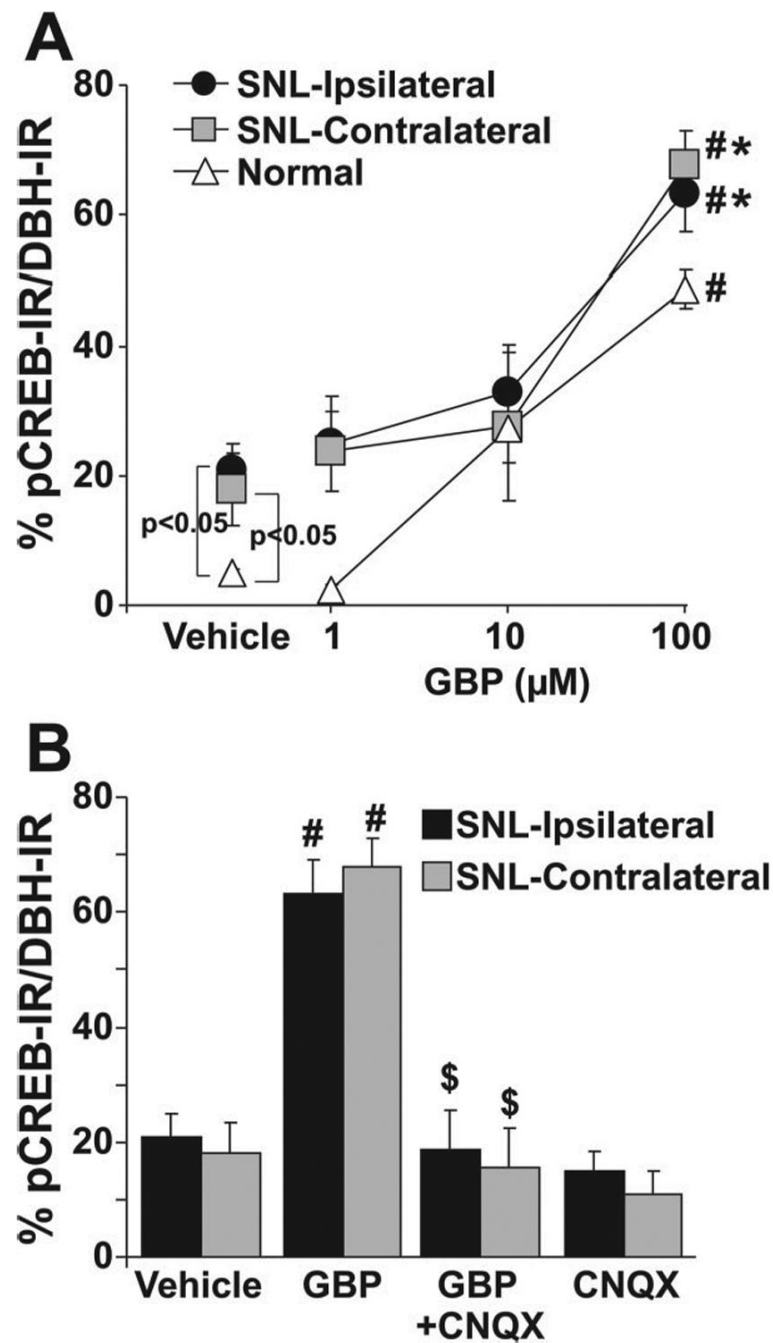 A
80
60
40
20
0
% pCREB-IR/DBH-IR
SNL-Ipsilateral
SNL-Contralateral
Normal
#*
#*
#
p<0.05
p<0.05
Vehicle 1 10 100
GBP (µM)
B
80
60
40
20
0
% pCREB-IR/DBH-IR
SNL-Ipsilateral
SNL-Contralateral
# #
$ $
Vehicle GBP GBP CNQX
+CNQX